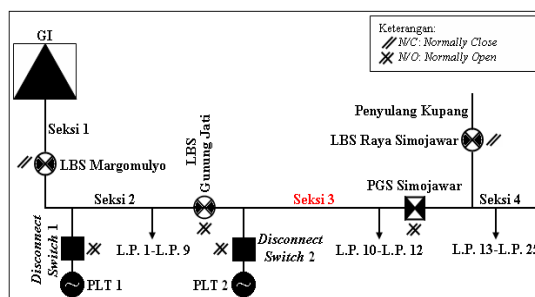 Keterangan:
N/C: Normally Close
N/O: Normally Open
GI
Seksi 1
LBS Margomulyo
Seksi 2
LBS
Gunung Jati
Seksi 3
Penyulang Kupang
LBS Raya Simojawar
PGS Simojawar
Seksi 4
Disconnect
Switch 1
L.P. 1-L.P. 9
Disconnect
Switch 2
L.P. 10-L.P. 12
L.P. 13-L.P. 25
PLT 1
PLT 2